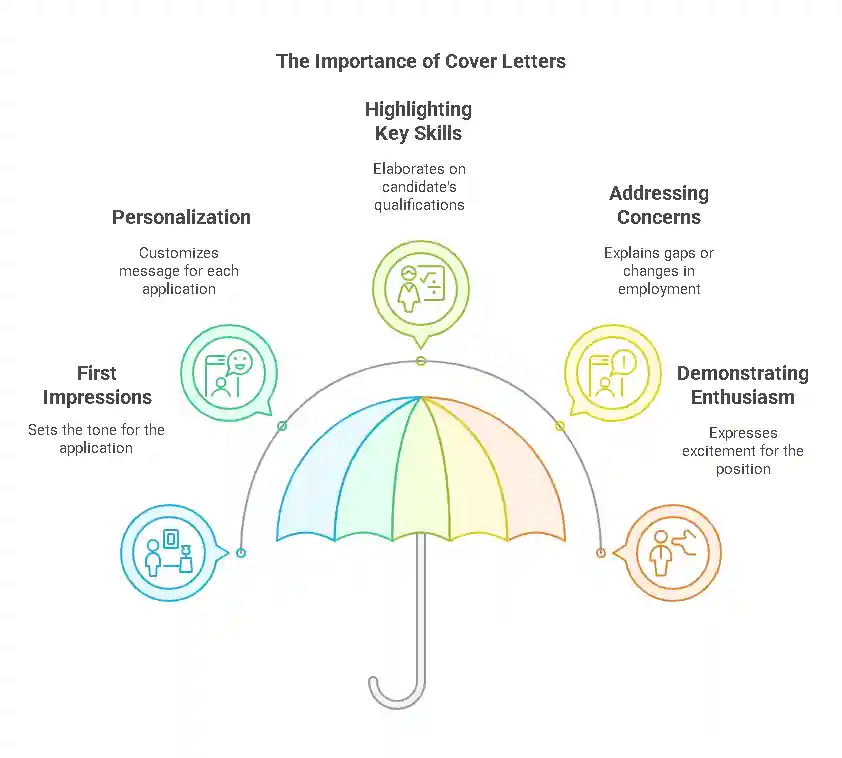 The Importance of Cover Letters
Highlighting
Key Skills
Elaborates on
candidate's
qualifications
Addressing
Concerns
Explains gaps or
changes in
employment
Personalization
Customizes
message for each
application
First
Impressions
Sets the tone for the
application
Demonstrating
Enthusiasm
Expresses
excitement for the
position